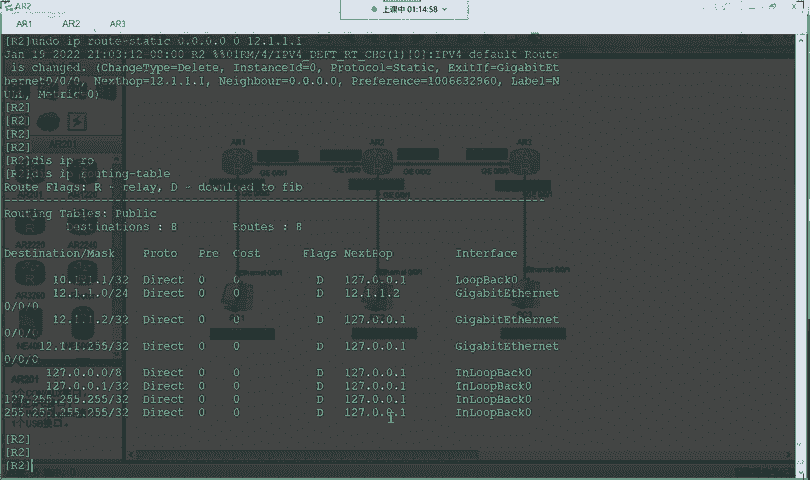 AR2
上课中 01:14:58
AR1 AR2 AR3
[R2]undo ip route-static 0.0.0.0 0 12.1.1.1
Jan 19 2022 21:03:12-08:00 R2 %%01RM/4/IPV4_DEFT_RT_CHG(1)[0]:IPV4 default Route
is changed. (ChangeType=Delete, InstanceId=0, Protocol=Static, ExitIf=GigabitEt
hernet0/0/0, Nexthop=12.1.1.1, Neighbour=0.0.0.0, Preference=1006632960, Label=N
ULL, Metric=0)
[R2]
[R2]
[R2]
[R2]
[R2]dis ip ro
[R2]dis ip routing-table
Route Flags: R - relay, D - download to fib
------------------------------------------------------------------------------
Routing Tables: Public
Destinations : 8 Routes : 8
Destination/Mask Proto Pre Cost Flags NextHop Interface
10.1.1.1/32 Direct 0 0 D 127.0.0.1 LoopBack0
12.1.1.0/24 Direct 0 0 D 12.1.1.2 GigabitEthernet
0/0/0
12.1.1.2/32 Direct 0 0 D 127.0.0.1 GigabitEthernet
0/0/0
12.1.1.255/32 Direct 0 0 D 127.0.0.1 GigabitEthernet
0/0/0
127.0.0.0/8 Direct 0 0 D 127.0.0.1 InLoopBack0
127.0.0.1/32 Direct 0 0 D 127.0.0.1 InLoopBack0
127.255.255.255/32 Direct 0 0 D 127.0.0.1 InLoopBack0
255.255.255.255/32 Direct 0 0 D 127.0.0.1 InLoopBack0
[R2]
[R2]
[R2]
AR201
AR1
AR2
AR201